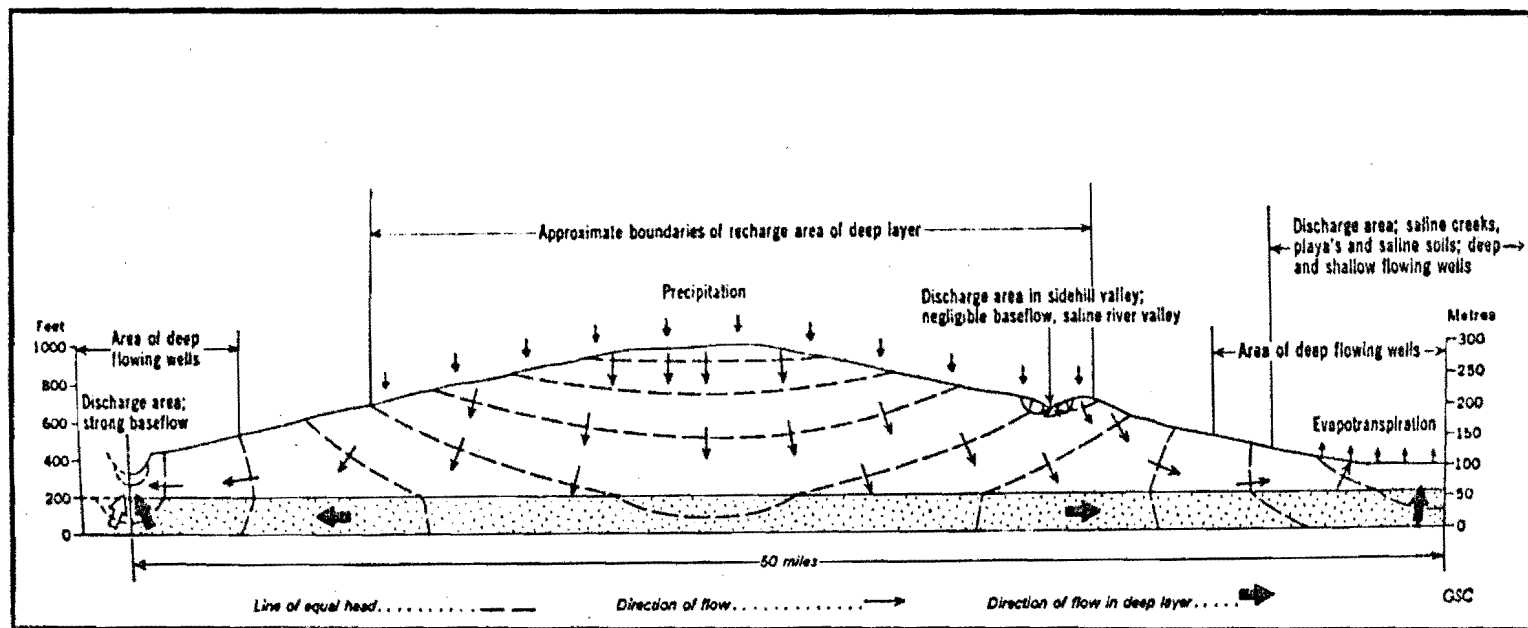 Approximate boundaries of recharge area of deep layer
Discharge area; saline creeks,
playa's and saline soils; deep
and shallow flowing wells
Precipitation
Discharge area in sidehill valley;
negligible baseflow, saline river valley
Feet
Metres
Area of deep
flowing wells
Area of deep flowing wells
Discharge area;
strong baseflow
Evapotranspiration
1000
800
600
400
200
0
300
250
200
150
100
50
0
50 miles
Line of equal head
Direction of flow
Direction of flow in deep layer
GSC